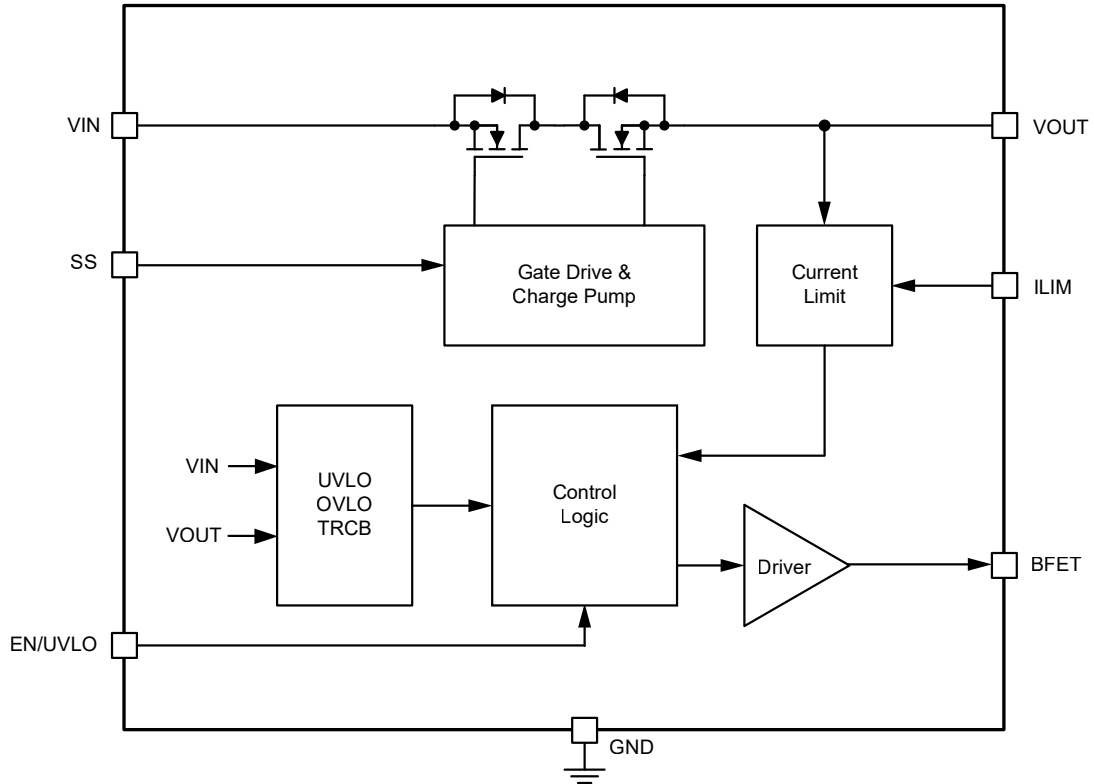 VIN
VOUT
SS
Gate Drive &
Charge Pump
Current
Limit
ILIM
VIN
VOUT
UVLO
OVLO
TRCB
Control
Logic
Driver
BFET
EN/UVLO
GND